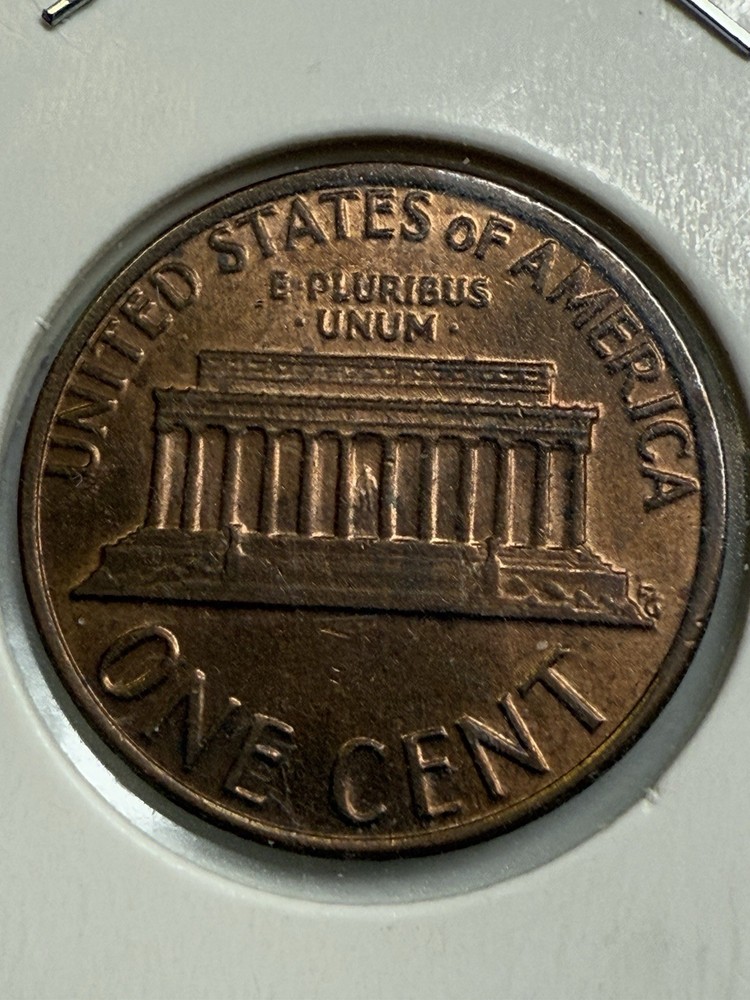 UNITED STATES OF AMERICA
E·PLURIBUS
·UNUM·
ONE CENT